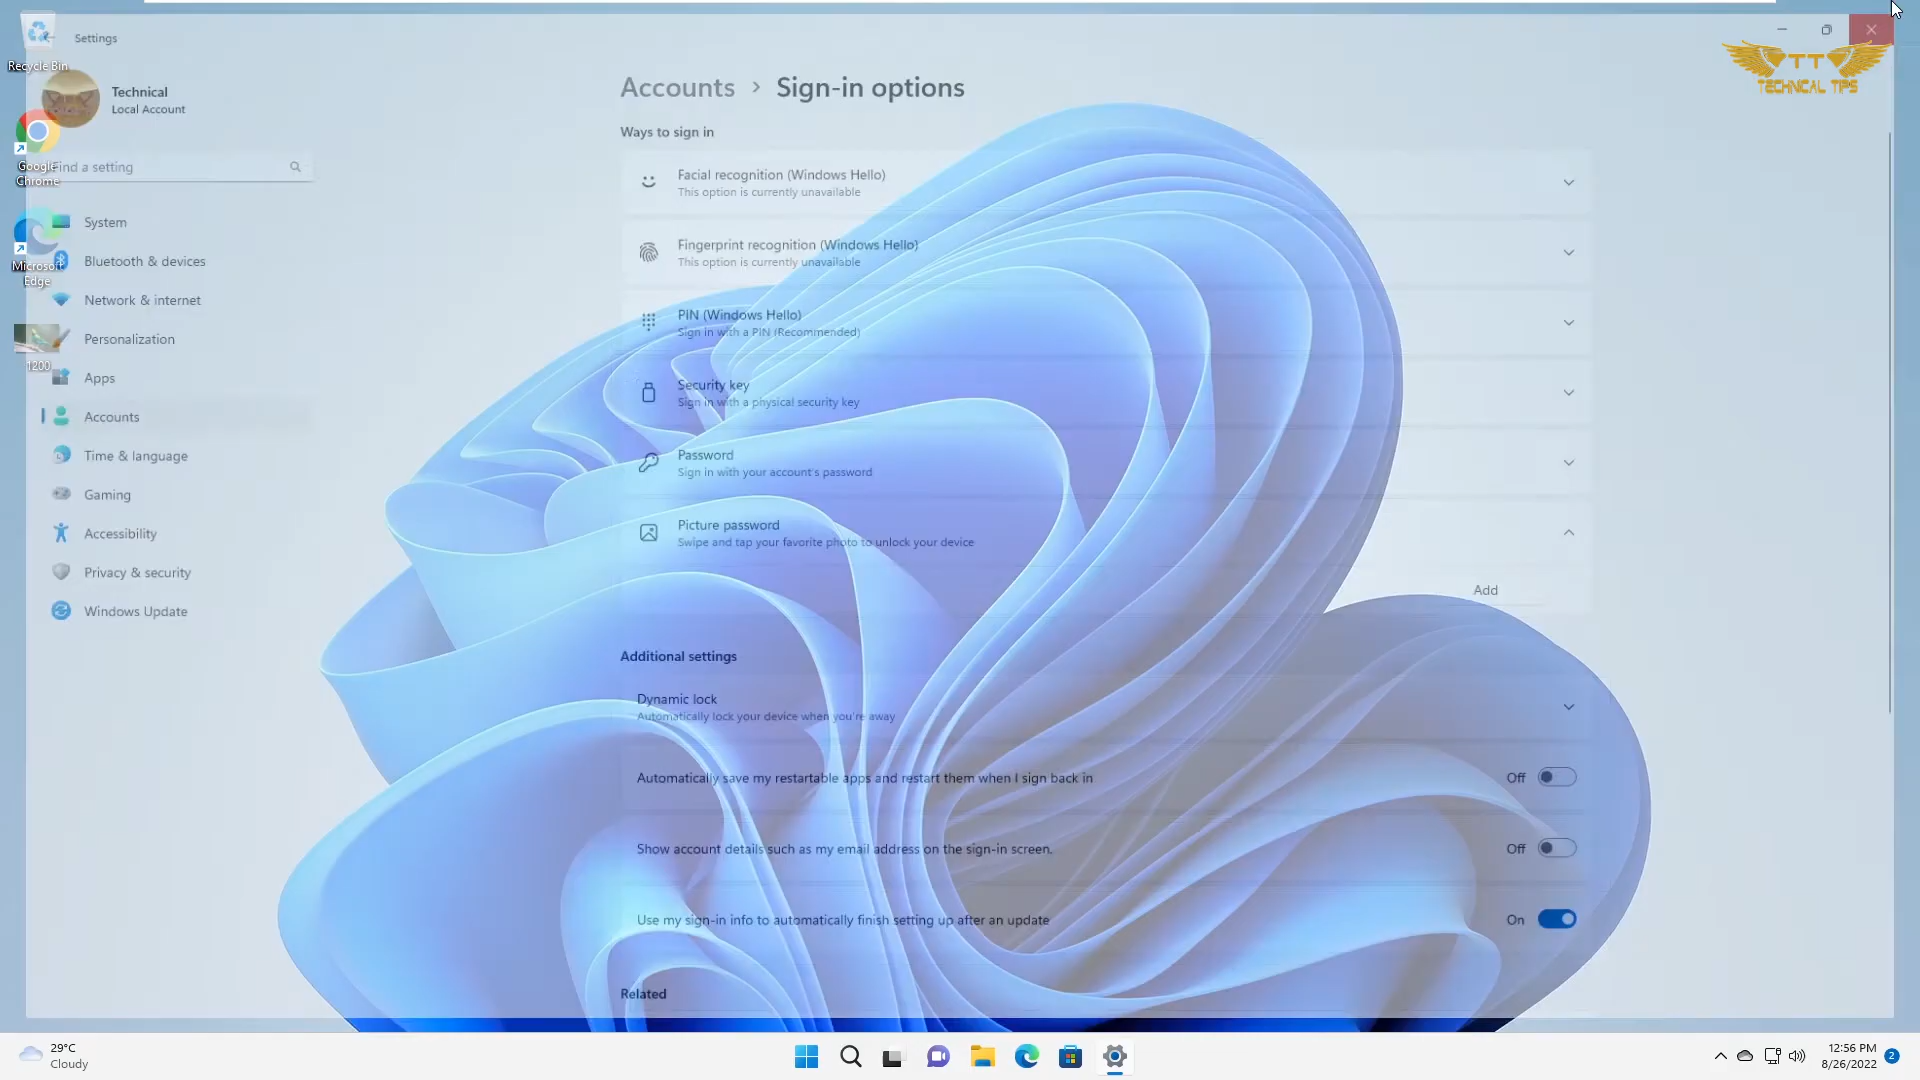 Settings
Recycle Bin
Technical
Local Account
Google
Chrome
Find a setting
System
Bluetooth & devices
Microsoft
Edge
Network & internet
Personalization
1200
Apps
Accounts
Time & language
Gaming
Accessibility
Privacy & security
Windows Update
Accounts > Sign-in options
Ways to sign in
Facial recognition (Windows Hello)
This option is currently unavailable
Fingerprint recognition (Windows Hello)
This option is currently unavailable
PIN (Windows Hello)
Sign in with a PIN (Recommended)
Security key
Sign in with a physical security key
Password
Sign in with your account's password
Picture password
Swipe and tap your favorite photo to unlock your device
Add
Additional settings
Dynamic lock
Automatically lock your device when you're away
Automatically save my restartable apps and restart them when I sign back in
Off
Show account details such as my email address on the sign-in screen.
Off
Use my sign-in info to automatically finish setting up after an update
On
Related
TT
TECHNICAL TIPS
29°C
Cloudy
12:56 PM
8/26/2022
2